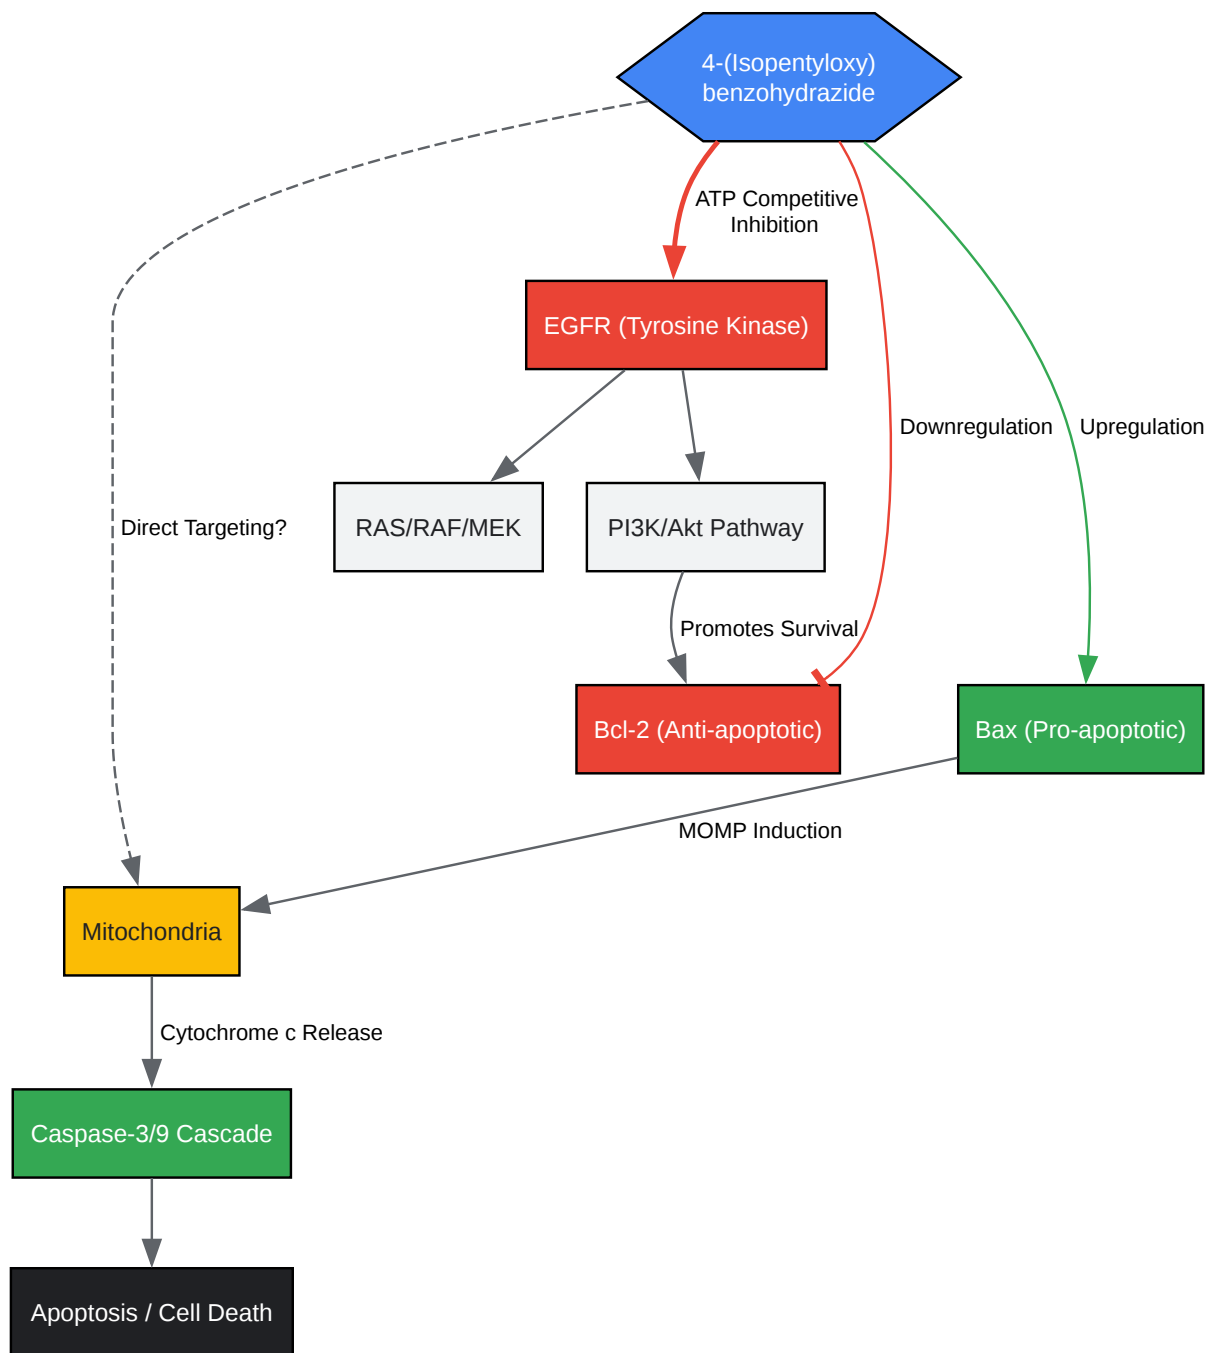 4-(Isopentyloxy)
benzohydrazide
ATP Competitive
Inhibition
EGFR (Tyrosine Kinase)
Downregulation
Upregulation
Direct Targeting?
RAS/RAF/MEK
PI3K/Akt Pathway
Promotes Survival
Bcl-2 (Anti-apoptotic)
Bax (Pro-apoptotic)
MOMP Induction
Mitochondria
Cytochrome c Release
Caspase-3/9 Cascade
Apoptosis / Cell Death